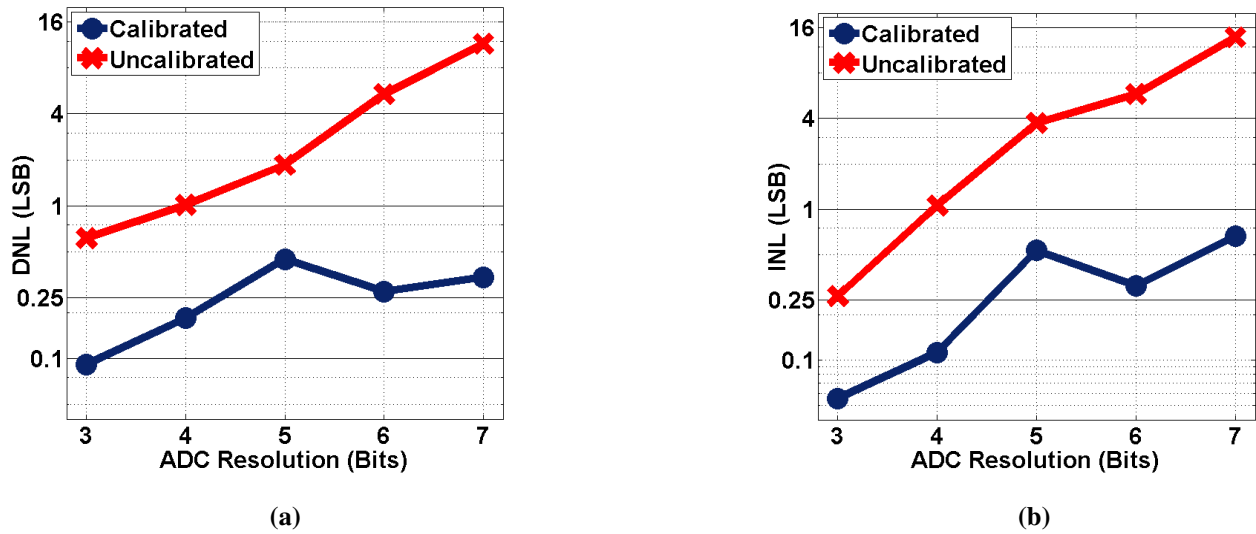 16
4
1
0.25
0.1
DNL (LSB)
Calibrated
Uncalibrated
3 4 5 6 7
ADC Resolution (Bits)
(a)
16
4
1
0.25
0.1
INL (LSB)
Calibrated
Uncalibrated
3 4 5 6 7
ADC Resolution (Bits)
(b)